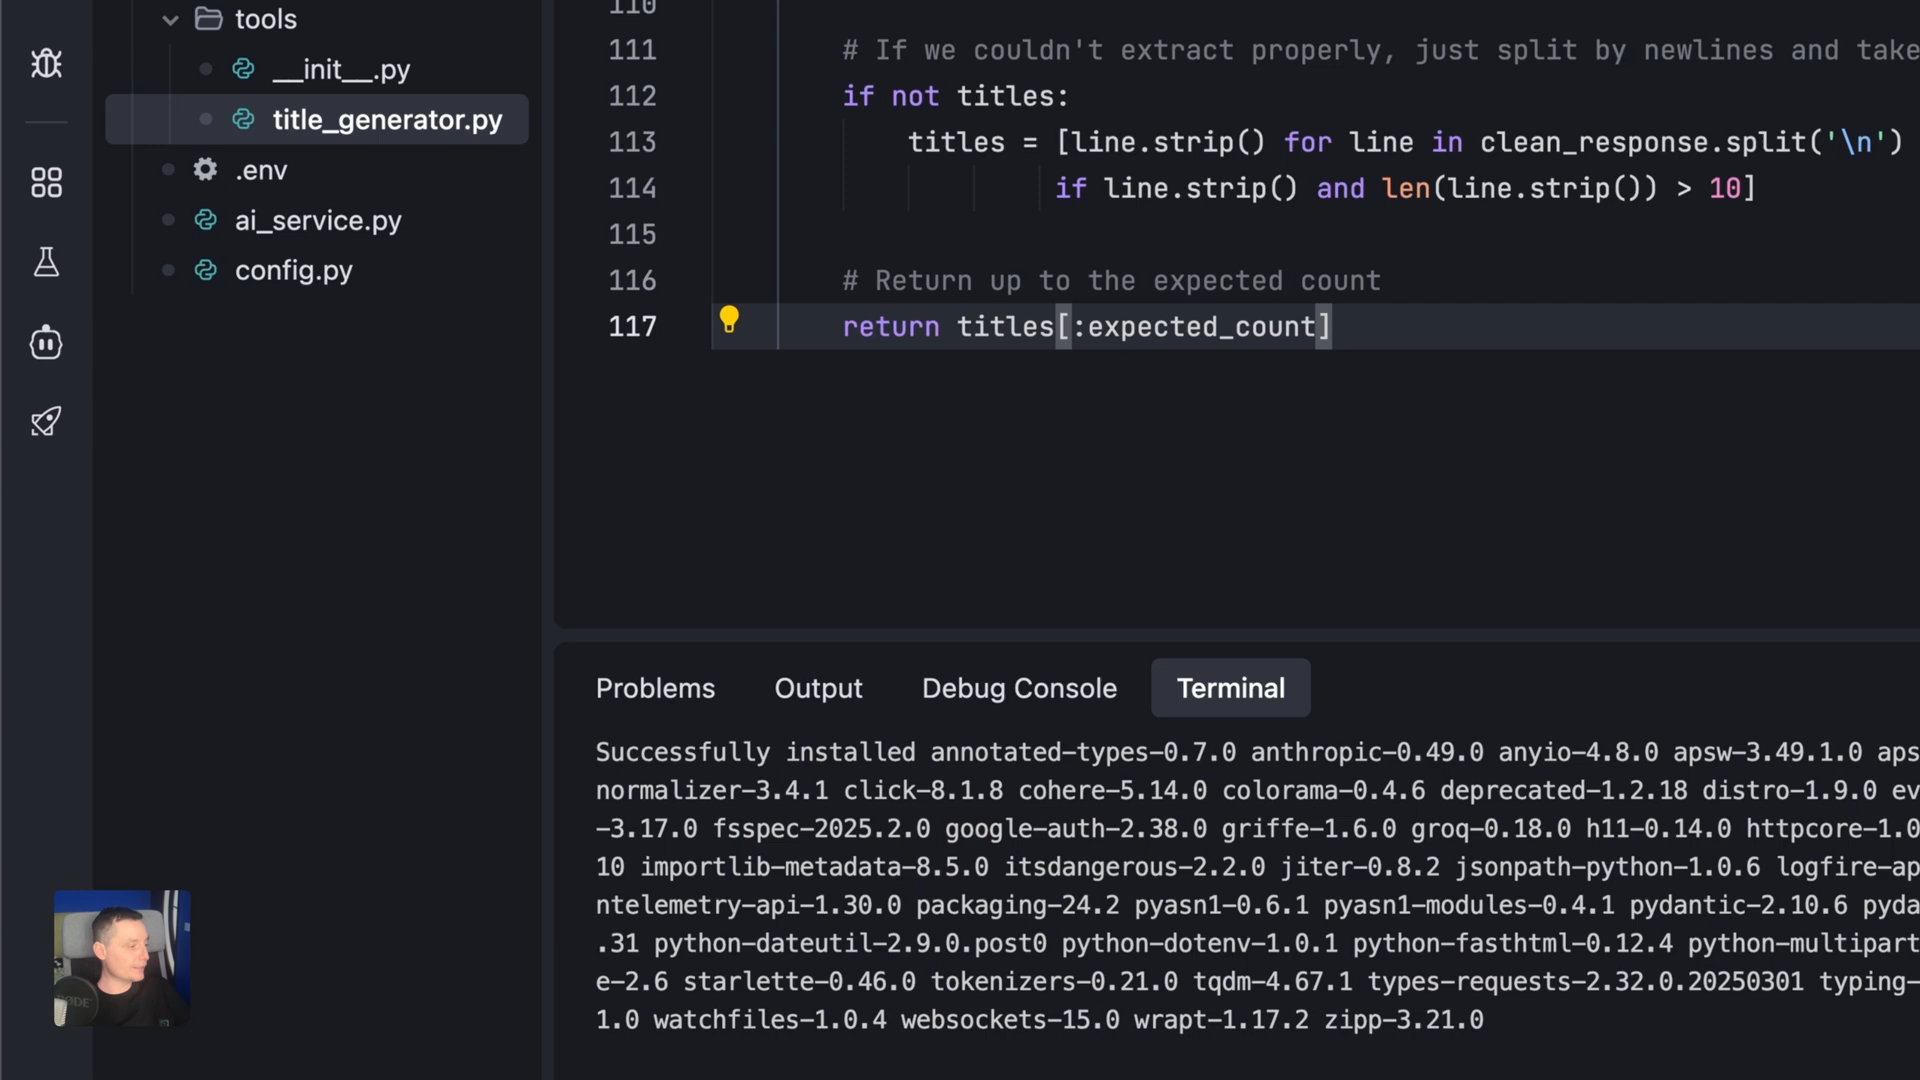 tools
__init__.py
title_generator.py
.env
ai_service.py
config.py
110
111 # If we couldn't extract properly, just split by newlines and take
112 if not titles:
113 titles = [line.strip() for line in clean_response.split('\n')
114 if line.strip() and len(line.strip()) > 10]
115
116 # Return up to the expected count
117 return titles[:expected_count]
Problems Output Debug Console Terminal
Successfully installed annotated-types-0.7.0 anthropic-0.49.0 anyio-4.8.0 apsw-3.49.1.0 aps
normalizer-3.4.1 click-8.1.8 cohere-5.14.0 colorama-0.4.6 deprecated-1.2.18 distro-1.9.0 ev
-3.17.0 fsspec-2025.2.0 google-auth-2.38.0 griffe-1.6.0 groq-0.18.0 h11-0.14.0 httpcore-1.0
10 importlib-metadata-8.5.0 itsdangerous-2.2.0 jiter-0.8.2 jsonpath-python-1.0.6 logfire-ap
ntelemetry-api-1.30.0 packaging-24.2 pyasn1-0.6.1 pyasn1-modules-0.4.1 pydantic-2.10.6 pyda
.31 python-dateutil-2.9.0.post0 python-dotenv-1.0.1 python-fasthtml-0.12.4 python-multipart
e-2.6 starlette-0.46.0 tokenizers-0.21.0 tqdm-4.67.1 types-requests-2.32.0.20250301 typing-
1.0 watchfiles-1.0.4 websockets-15.0 wrapt-1.17.2 zipp-3.21.0
RØDE